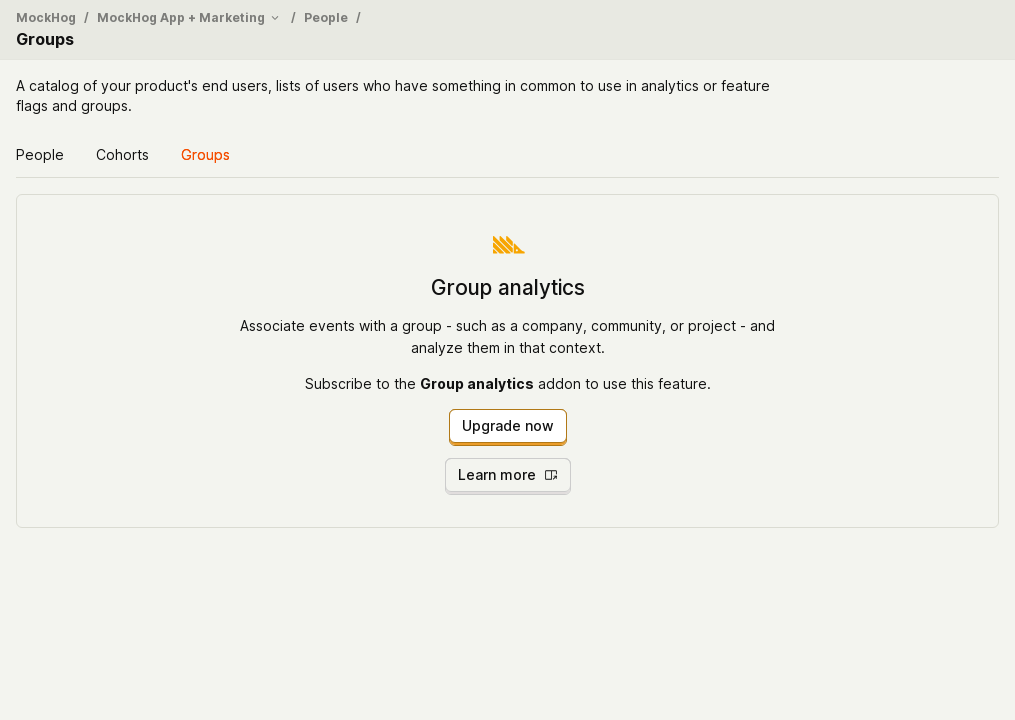 MockHog / MockHog App + Marketing / People /
Groups
A catalog of your product's end users, lists of users who have something in common to use in analytics or feature
flags and groups.
People Cohorts Groups
Group analytics
Associate events with a group - such as a company, community, or project - and
analyze them in that context.
Subscribe to the Group analytics addon to use this feature.
Upgrade now
Learn more